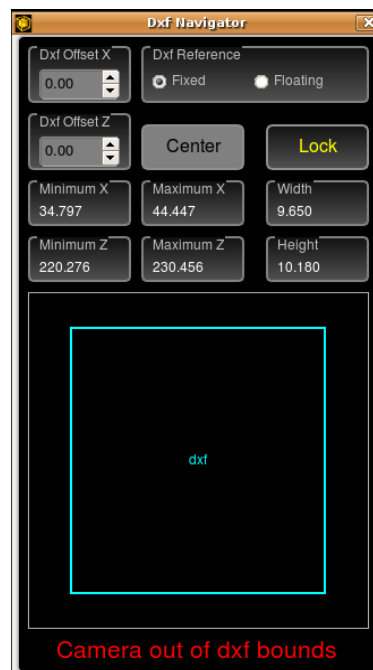 Dxf Navigator
Dxf Offset X
0.00
Dxf Reference
Fixed
Floating
Dxf Offset Z
0.00
Center
Lock
Minimum X
34.797
Maximum X
44.447
Width
9.650
Minimum Z
220.276
Maximum Z
230.456
Height
10.180
dxf
Camera out of dxf bounds